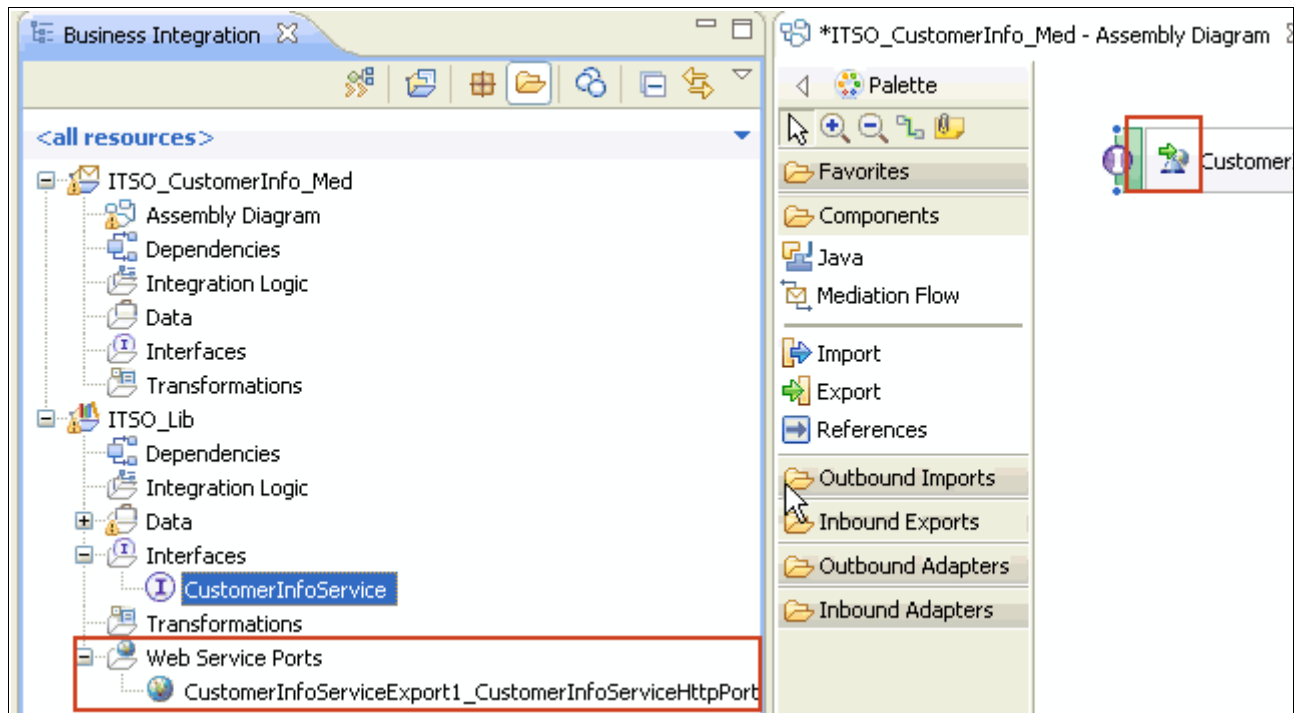 Business Integration
<all resources>
ITSO_CustomerInfo_Med
Assembly Diagram
Dependencies
Integration Logic
Data
Interfaces
Transformations
ITSO_Lib
Dependencies
Integration Logic
Data
Interfaces
CustomerInfoService
Transformations
Web Service Ports
CustomerInfoServiceExport1_CustomerInfoServiceHttpPort
*ITSO_CustomerInfo_Med - Assembly Diagram
Palette
Favorites
Components
Java
Mediation Flow
Import
Export
References
Outbound Imports
Inbound Exports
Outbound Adapters
Inbound Adapters
Customer